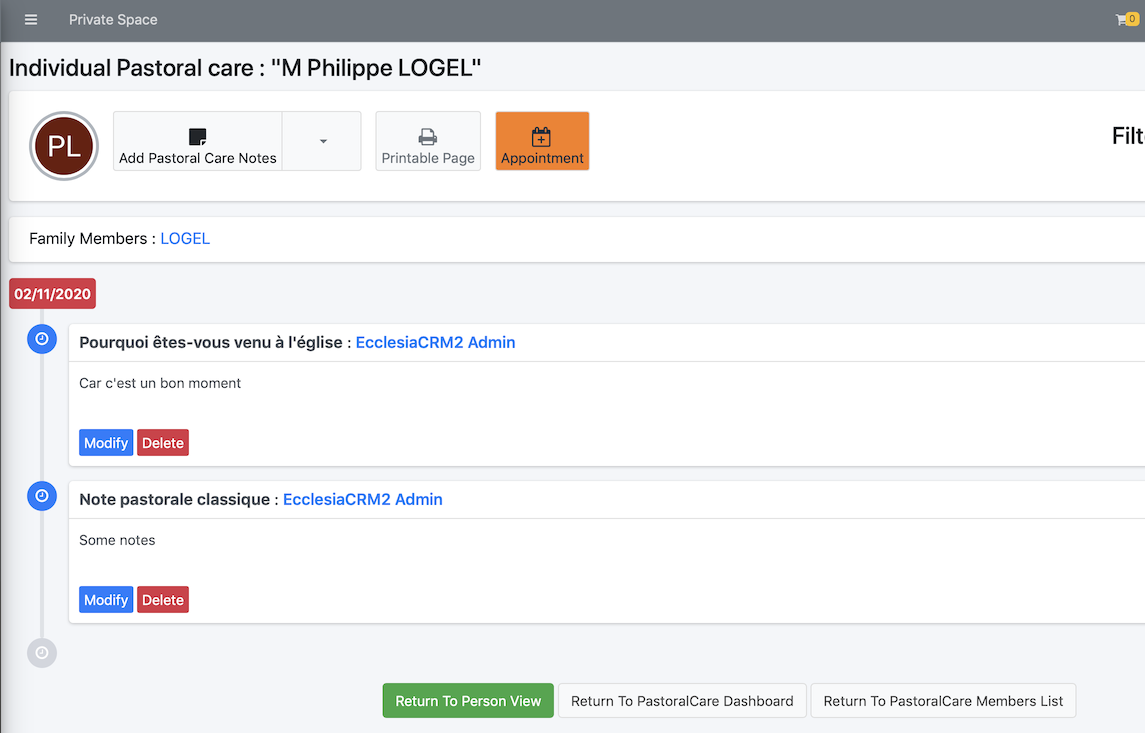 Private Space
0
Individual Pastoral care : "M Philippe LOGEL"
PL
Add Pastoral Care Notes
Printable Page
Appointment
Family Members : LOGEL
02/11/2020
Pourquoi êtes-vous venu à l'église : EcclesiaCRM2 Admin
Car c'est un bon moment
Modify Delete
Note pastorale classique : EcclesiaCRM2 Admin
Some notes
Modify Delete
Return To Person View Return To PastoralCare Dashboard Return To PastoralCare Members List